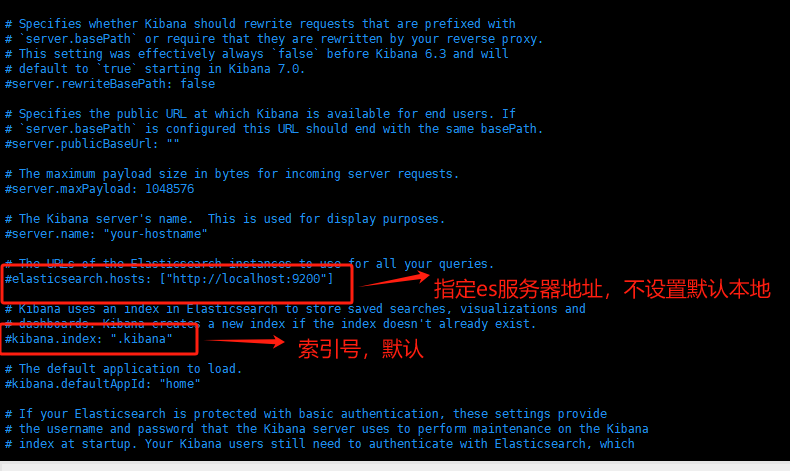 # Specifies whether Kibana should rewrite requests that are prefixed with
# `server.basePath` or require that they are rewritten by your reverse proxy.
# This setting was effectively always `false` before Kibana 6.3 and will
# default to `true` starting in Kibana 7.0.
#server.rewriteBasePath: false
# Specifies the public URL at which Kibana is available for end users. If
# `server.basePath` is configured this URL should end with the same basePath.
#server.publicBaseUrl: ""
# The maximum payload size in bytes for incoming server requests.
#server.maxPayload: 1048576
# The Kibana server's name.  This is used for display purposes.
#server.name: "your-hostname"
# The URLs of the Elasticsearch instances to use for all your queries.
#elasticsearch.hosts: ["http://localhost:9200"]
指定es服务器地址，不设置默认本地
# Kibana uses an index in Elasticsearch to store saved searches, visualizations and
# dashboards. Kibana creates a new index if the index doesn't already exist.
#kibana.index: ".kibana"
索引号，默认
# The default application to load.
#kibana.defaultAppId: "home"
# If your Elasticsearch is protected with basic authentication, these settings provide
# the username and password that the Kibana server uses to perform maintenance on the Kibana
# index at startup. Your Kibana users still need to authenticate with Elasticsearch, which